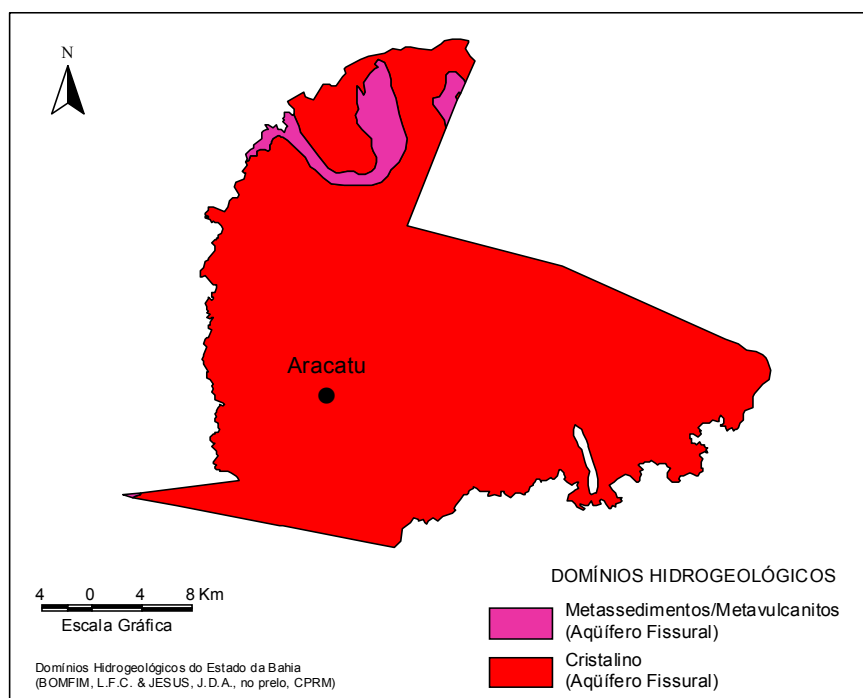 N
Aracatu
4 0 4 8 Km
Escala Gráfica
Domínios Hidrogeológicos do Estado da Bahia
(BOMFIM, L.F.C. & JESUS, J.D.A., no prelo, CPRM)
DOMÍNIOS HIDROGEOLÓGICOS
Metassedimentos/Metavulcanitos
(Aqüífero Fissural)
Cristalino
(Aqüífero Fissural)